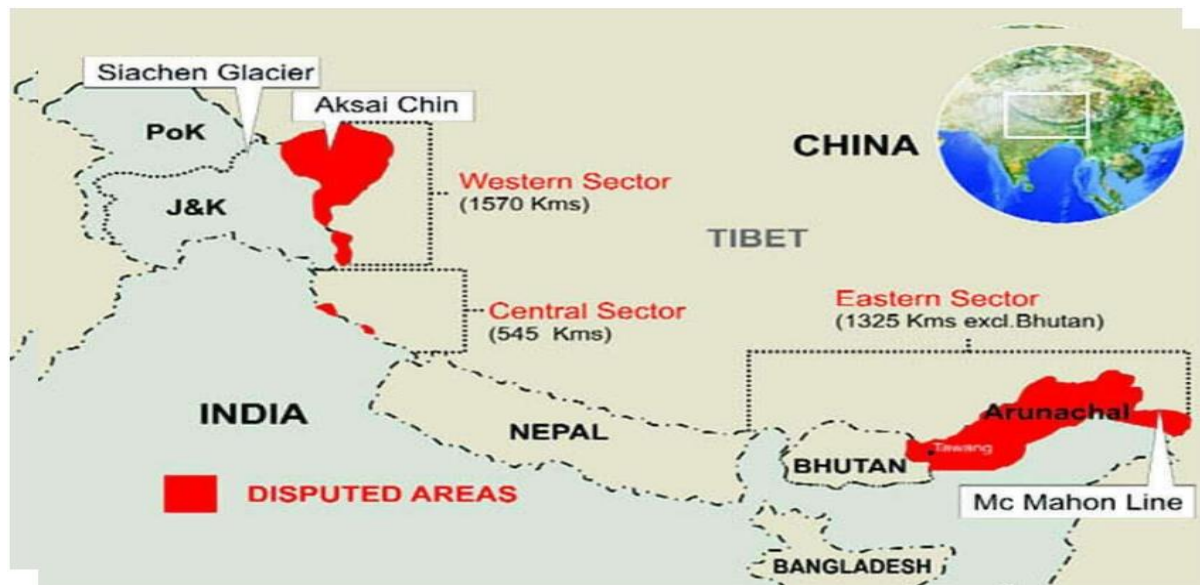 Siachen Glacier
Aksai Chin
PoK
CHINA
Western Sector
(1570 Kms)
J&K
TIBET
Eastern Sector
(1325 Kms excl.Bhutan)
Central Sector
(545 Kms)
INDIA
Arunachal
NEPAL
Tawang
BHUTAN
DISPUTED AREAS
Mc Mahon Line
BANGLADESH